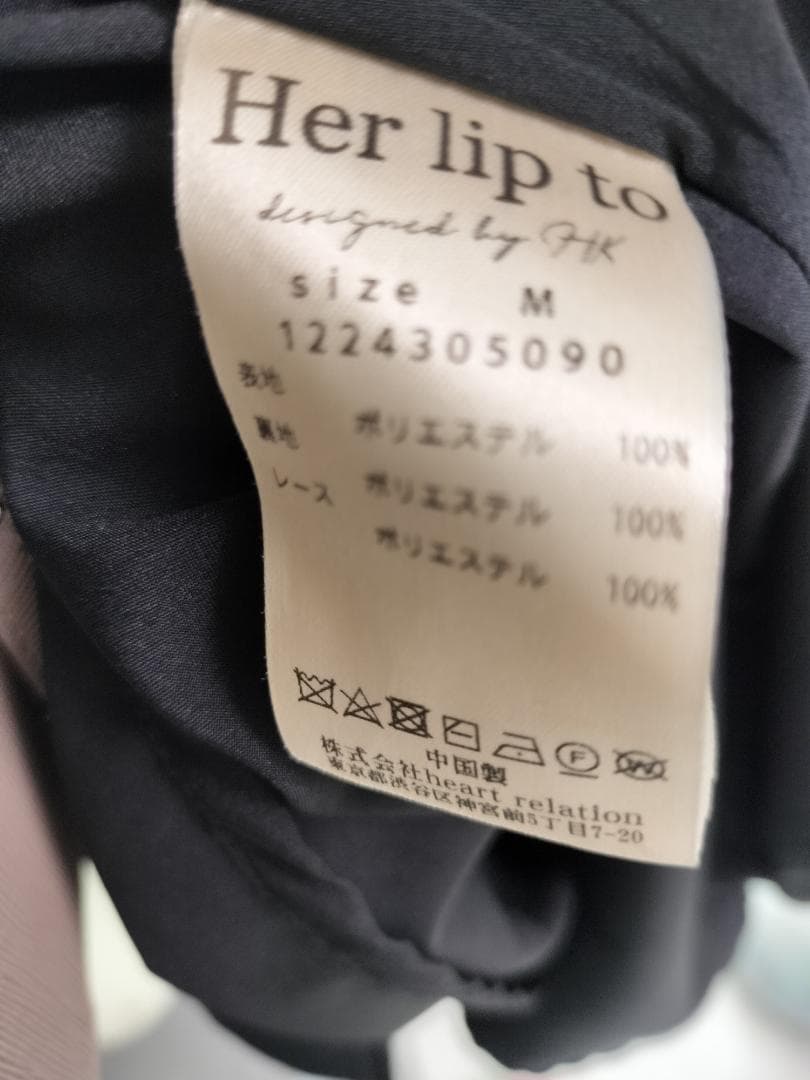 Her lip to
designed by HK
size M
1224305090
表地 ポリエステル 100%
裏地 ポリエステル 100%
レース ポリエステル 100%
F
W
中国製
株式会社heart relation
東京都渋谷区神宮前5丁目7-20